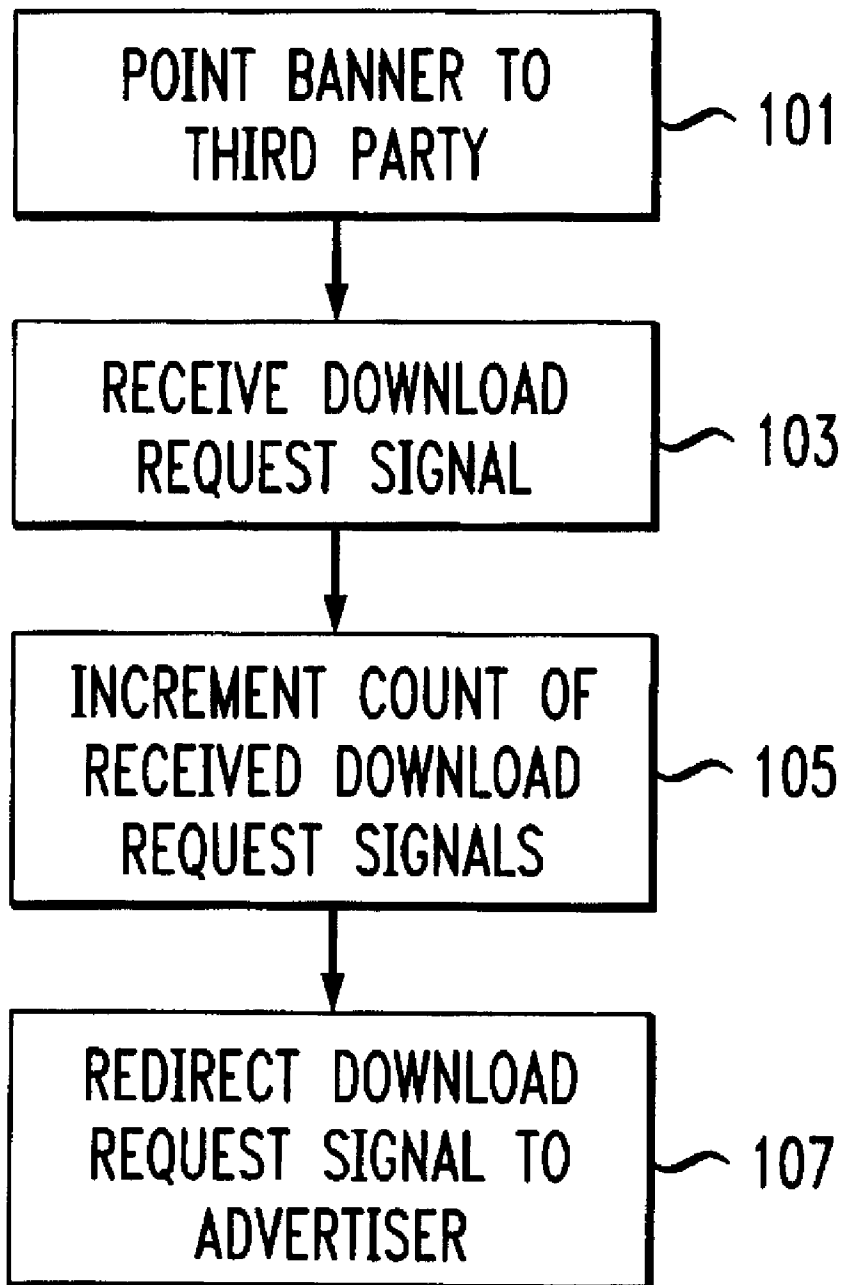 POINT BANNER TO
THIRD PARTY
101
RECEIVE DOWNLOAD
REQUEST SIGNAL
103
INCREMENT COUNT OF
RECEIVED DOWNLOAD
REQUEST SIGNALS
105
REDIRECT DOWNLOAD
REQUEST SIGNAL TO
ADVERTISER
107